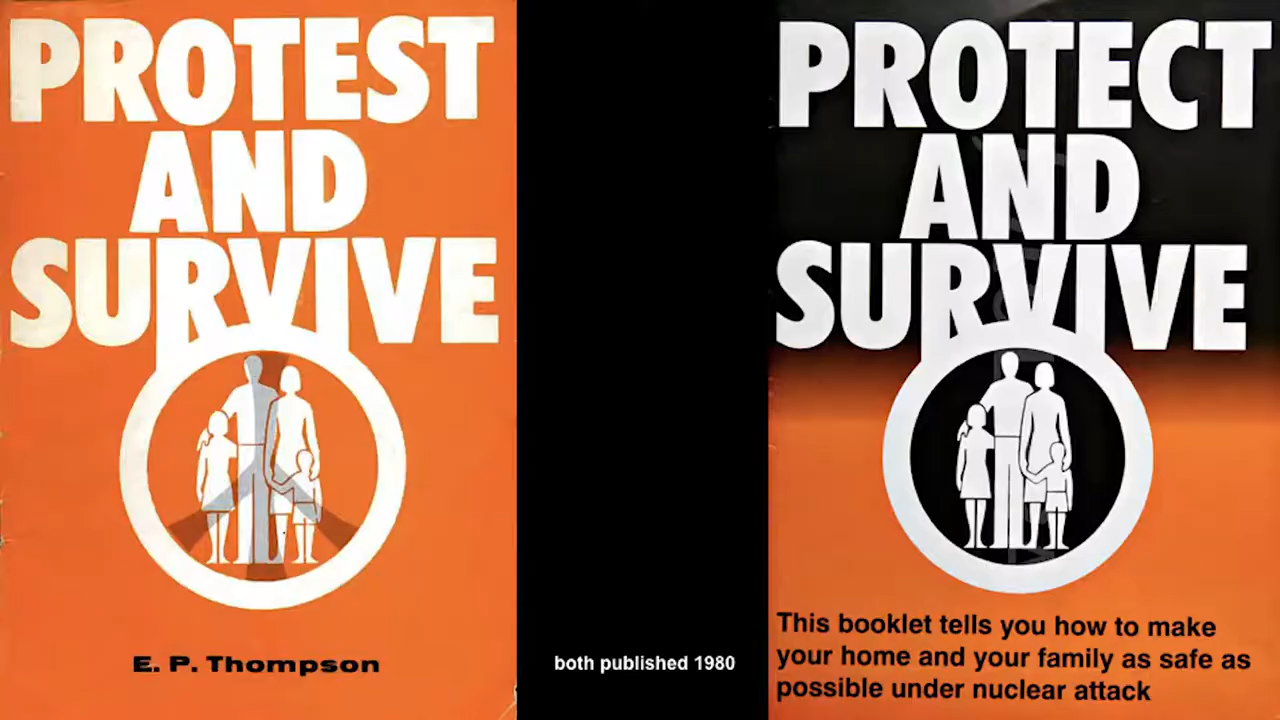 PROTEST
AND
SURVIVE
E. P. Thompson
both published 1980
PROTECT
AND
SURVIVE
This booklet tells you how to make
your home and your family as safe as
possible under nuclear attack